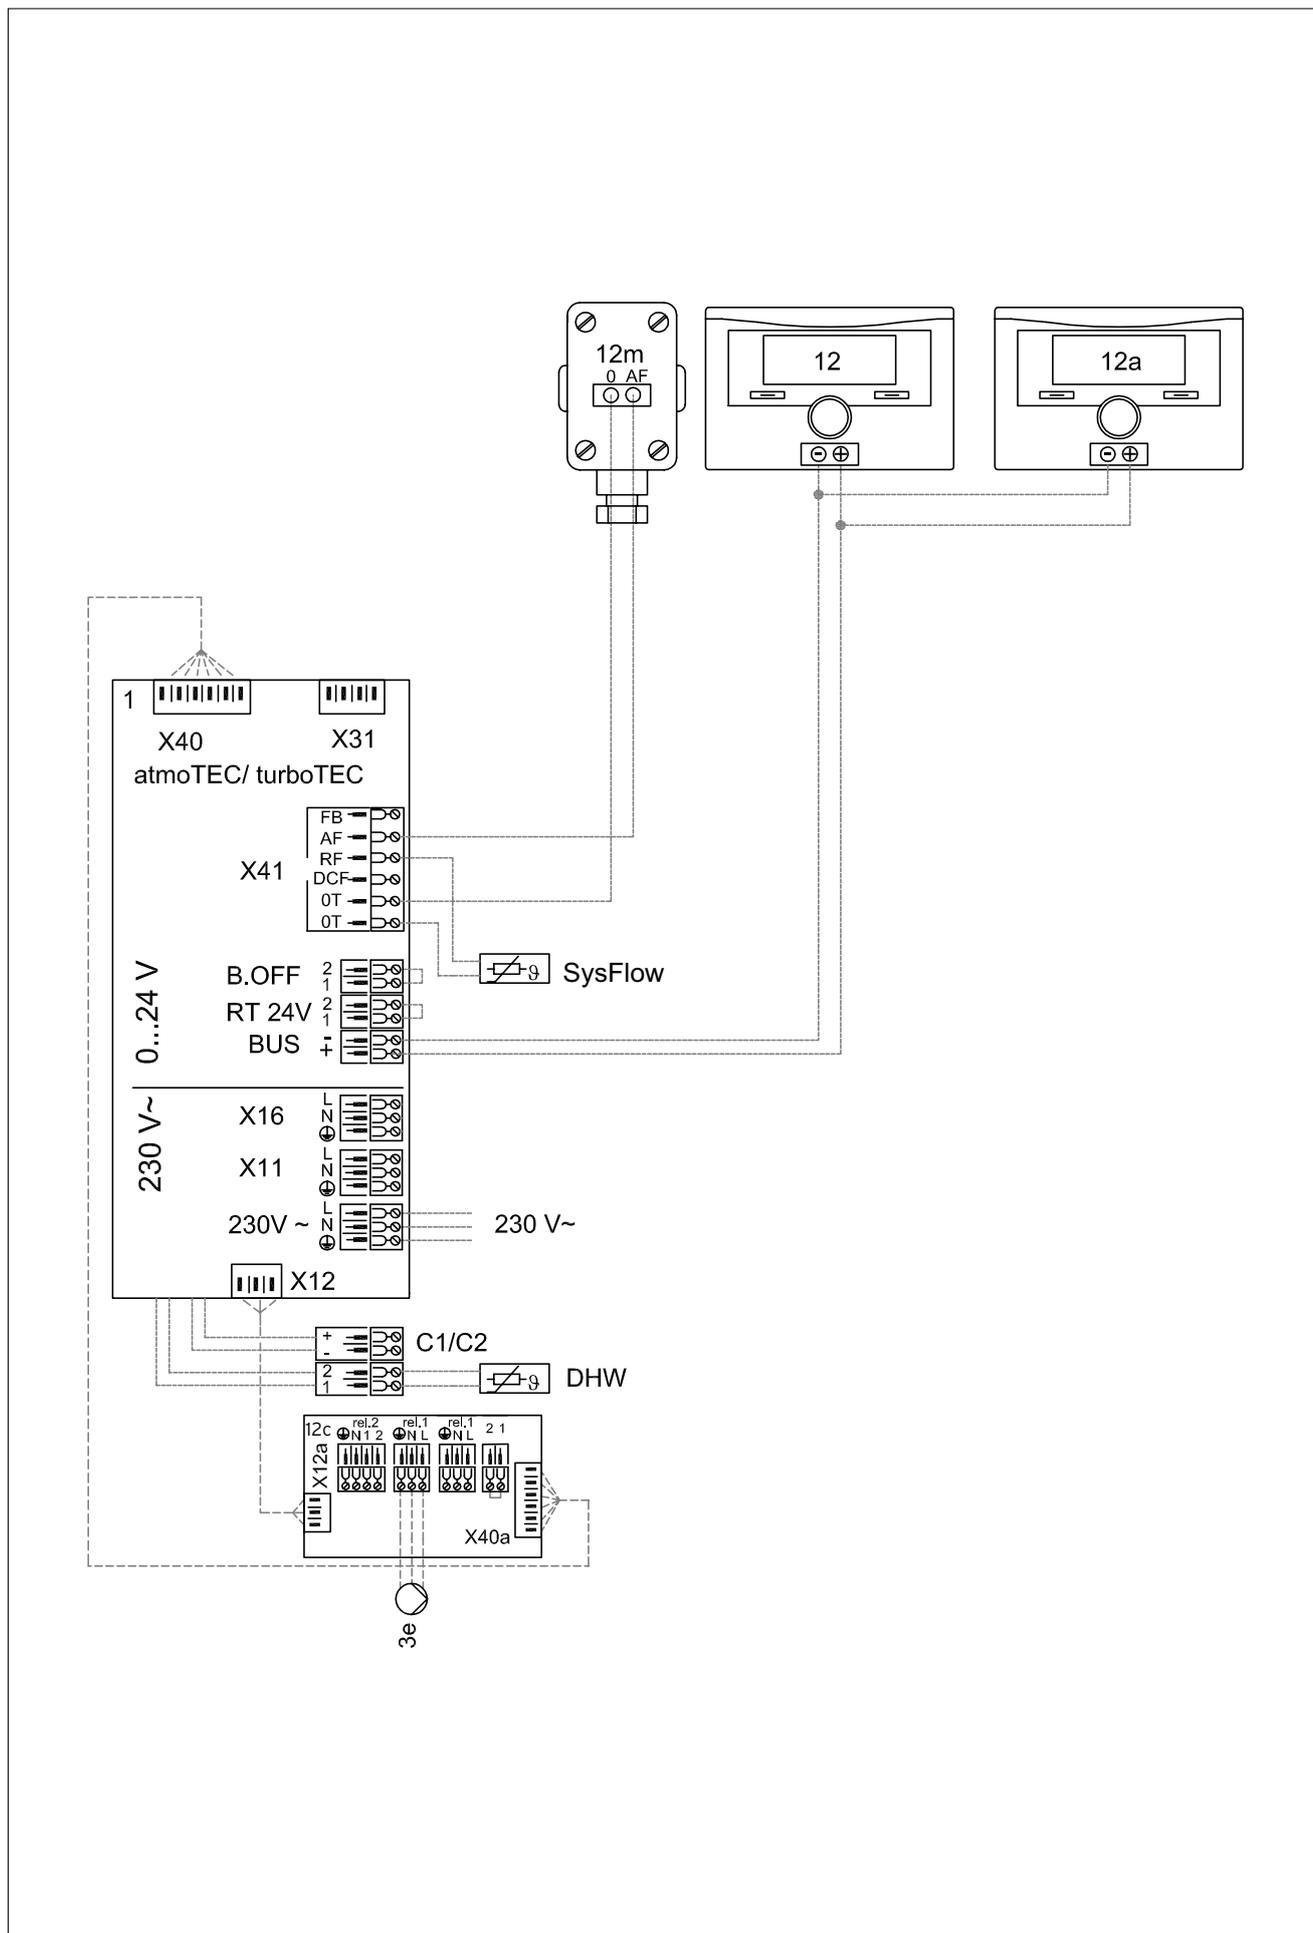 12m
0 AF
12
12a
1
X40
X31
atmoTEC/ turboTEC
X41
FB
AF
RF
DCF
0T
0T
SysFlow
0...24 V
B.OFF
2
1
RT 24V
2
1
BUS
-
+
230 V~
X16
L
N
X11
L
N
230V ~
L
N
230 V~
X12
+
-
C1/C2
2
1
DHW
12c
X12a
rel.2
N 1 2
rel.1
N L
rel.1
N L
2 1
X40a
3e